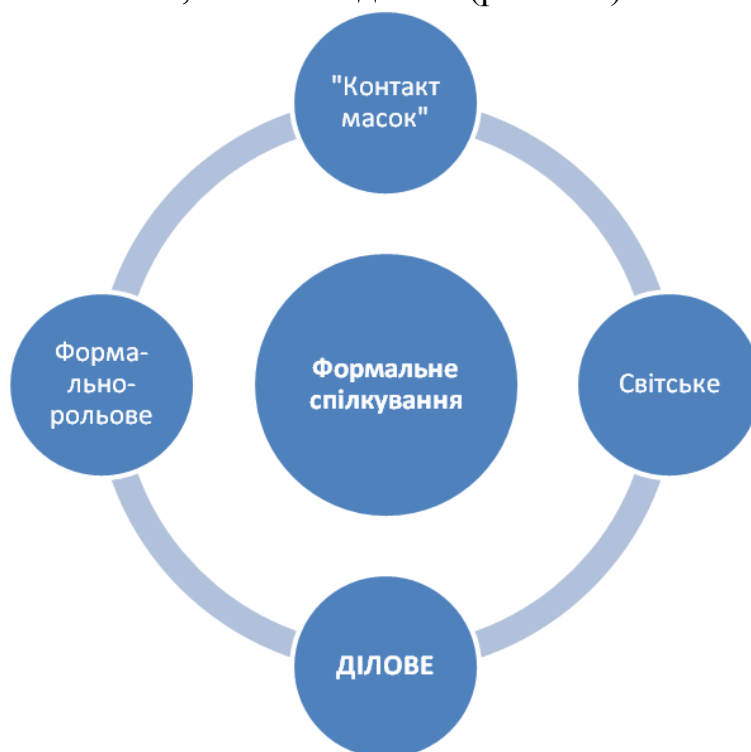 "Контакт
масок"
Форма-
льно-
рольове
Формальне
спілкування
Світське
ДІЛОВЕ